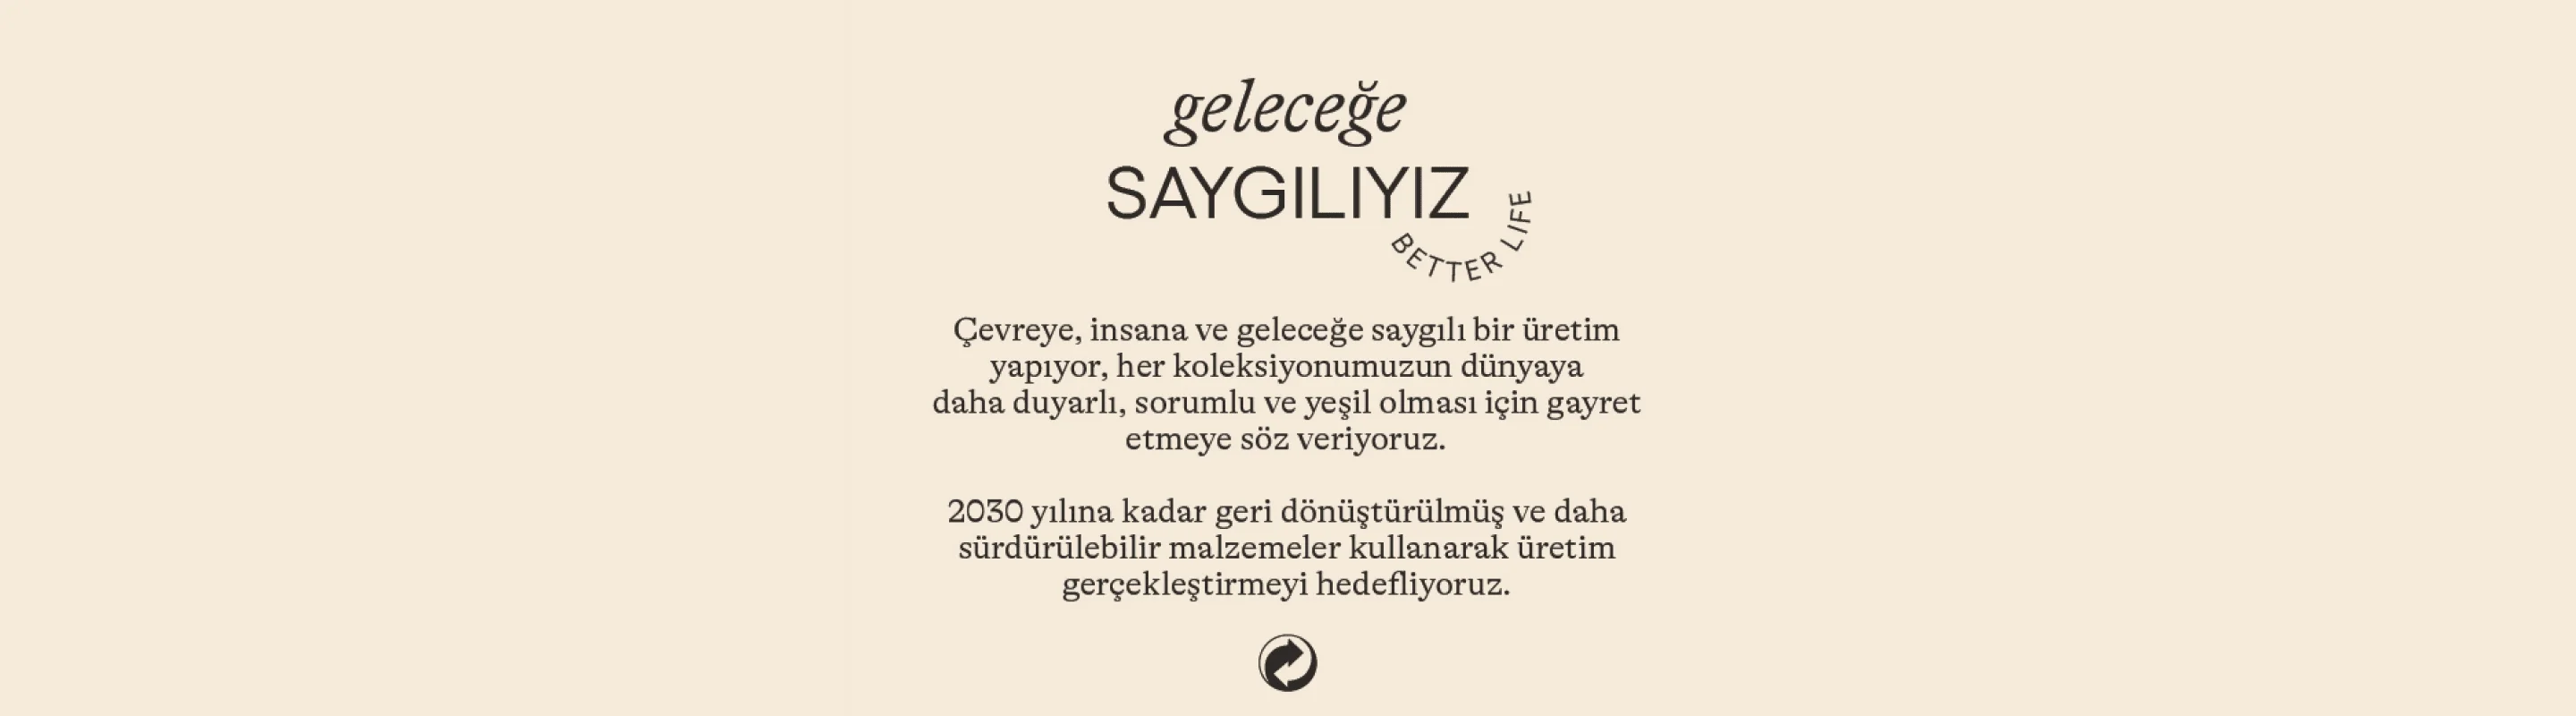 geleceğe
SAYGILIYIZ
BETTER LIFE
Çevreye, insana ve geleceğe saygılı bir üretim
yapıyor, her koleksiyonumuzun dünyaya
daha duyarlı, sorumlu ve yeşil olması için gayret
etmeye söz veriyoruz.
2030 yılına kadar geri dönüştürülmüş ve daha
sürdürülebilir malzemeler kullanarak üretim
gerçekleştirmeyi hedefliyoruz.